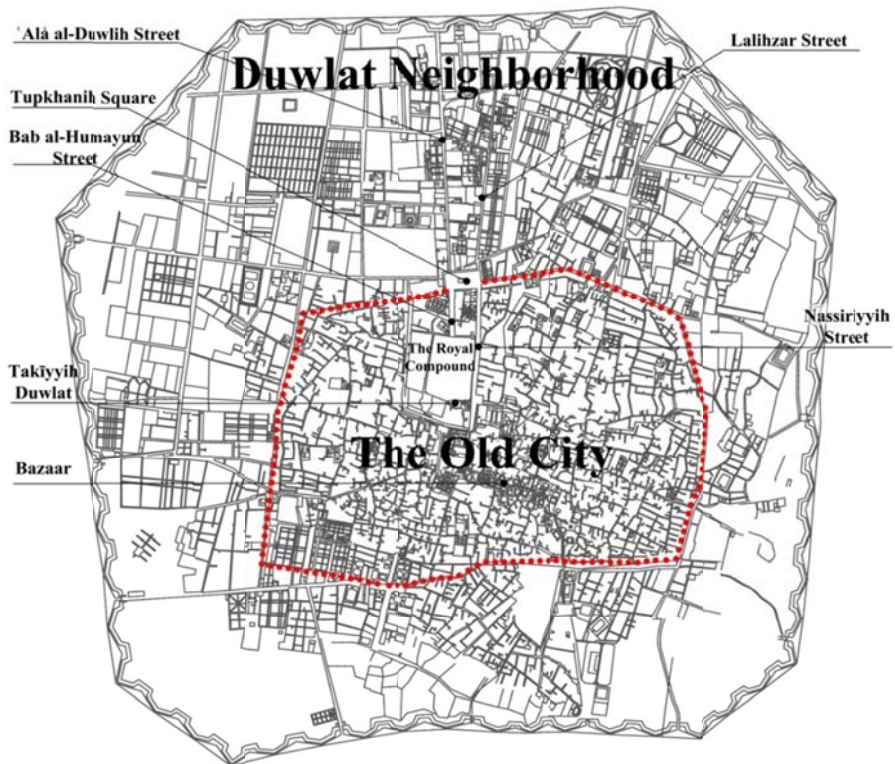 ʿAlā al-Duwlih Street
Lalihzar Street
Duwlat Neighborhood
Tupkhanih Square
Bab al-Humayun
Street
Nassiriyyih
Street
The Royal
Compound
Takīyyih
Duwlat
The Old City
Bazaar